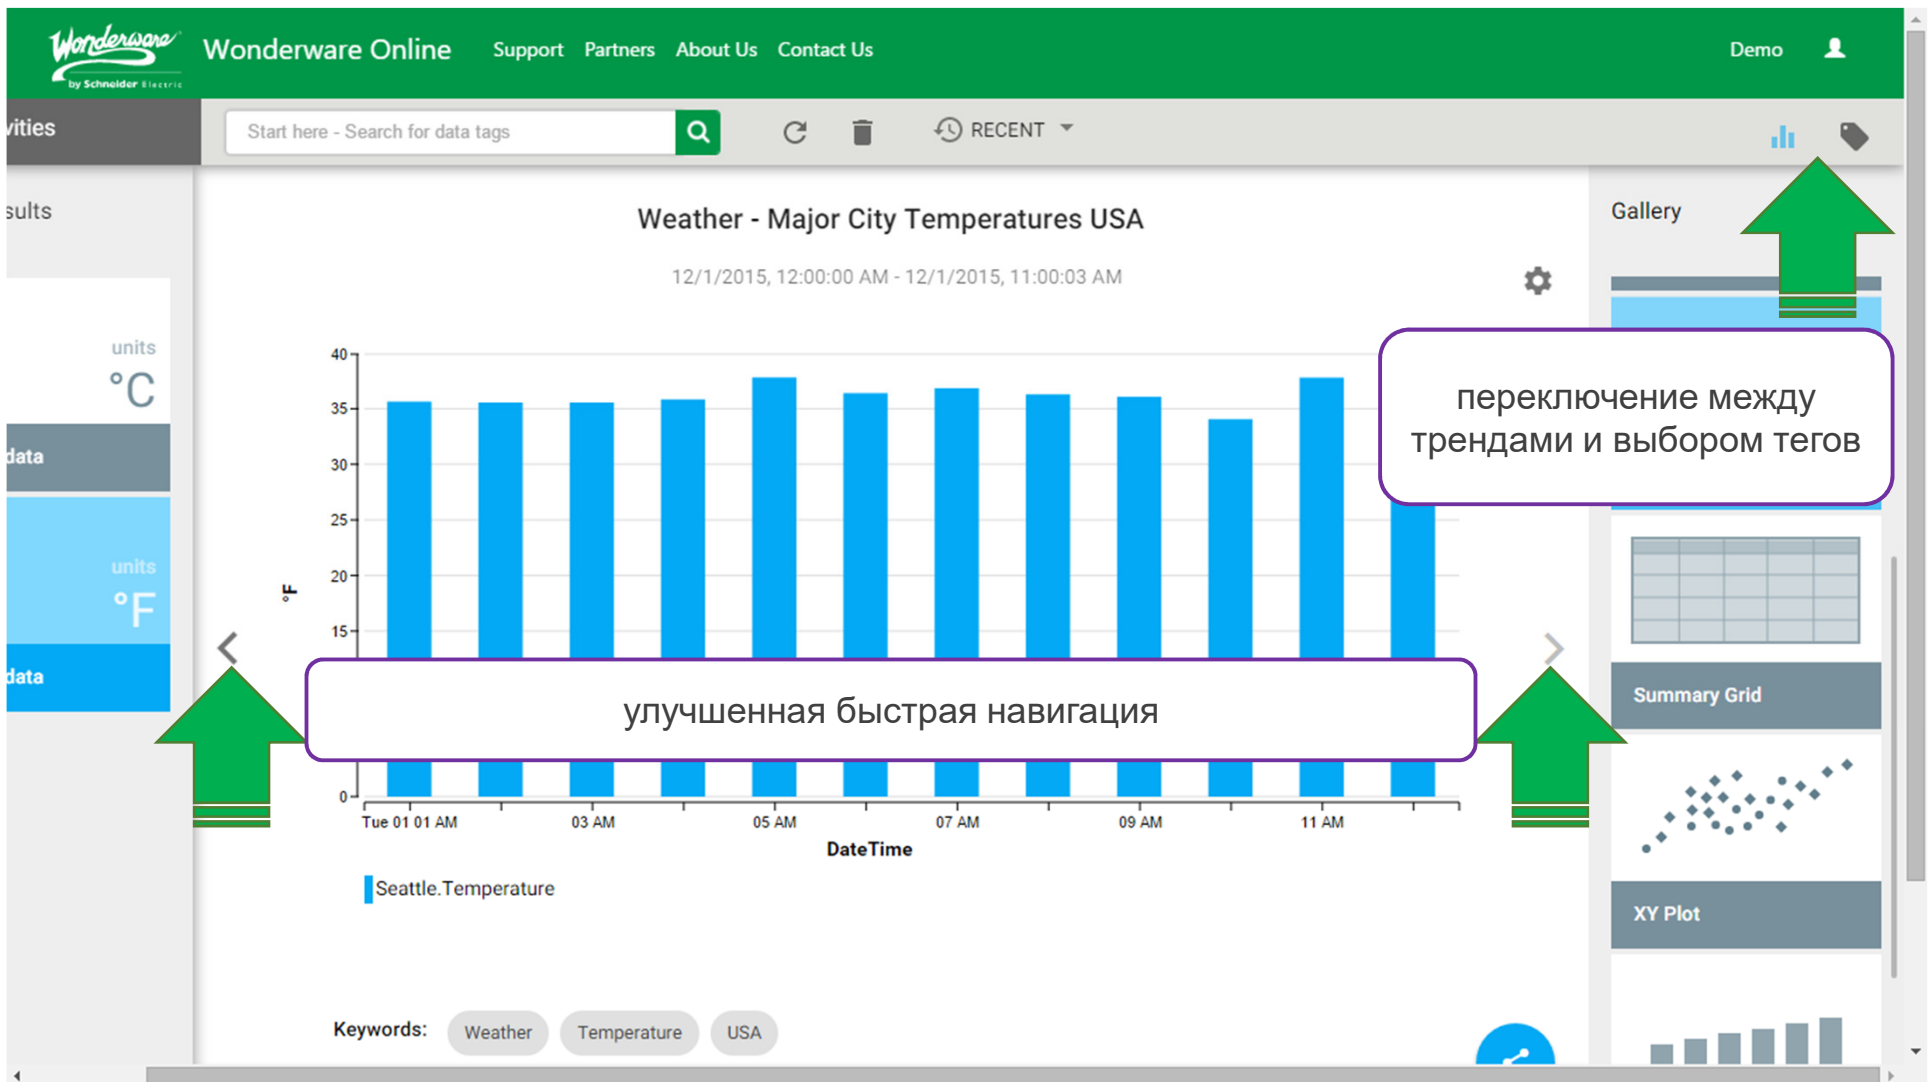 Wonderware
by Schneider Electric
Wonderware Online
Support Partners About Us Contact Us
Demo
vities
Start here - Search for data tags
RECENT
sults
units
°C
data
units
°F
data
Weather - Major City Temperatures USA
12/1/2015, 12:00:00 AM - 12/1/2015, 11:00:03 AM
40
35
30
25
20
15
0
°F
улучшенная быстрая навигация
Tue 01 01 AM 03 AM 05 AM 07 AM 09 AM 11 AM
DateTime
Seattle.Temperature
Keywords: Weather Temperature USA
Gallery
переключение между
трендами и выбором тегов
Summary Grid
XY Plot